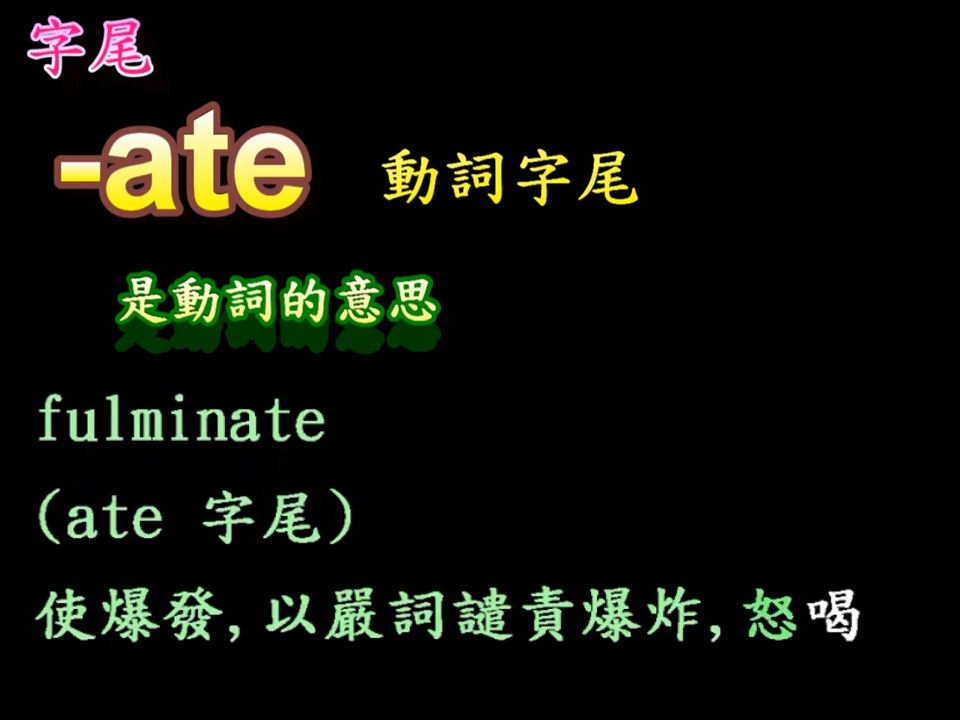 字尾
-ate 動詞字尾
是動詞的意思
fulminate
(ate 字尾)
使爆發,以嚴詞譴責爆炸,怒喝